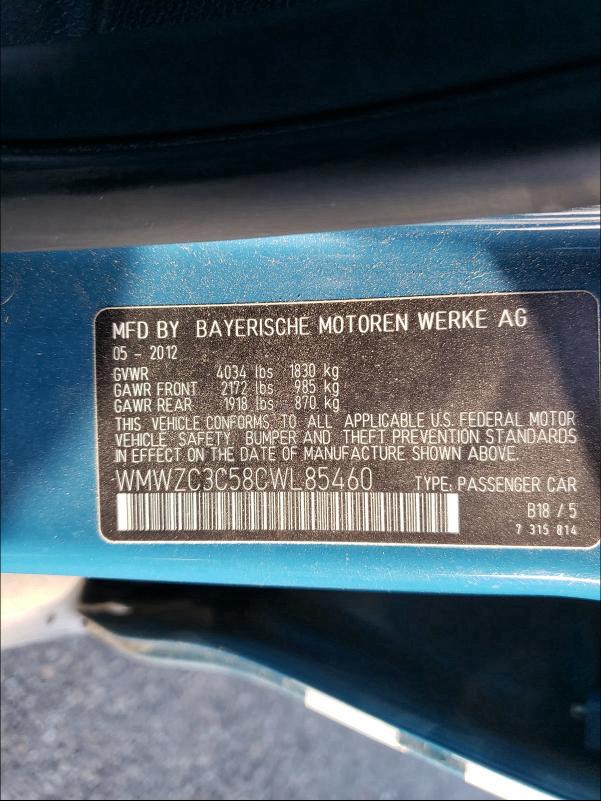 MFD BY BAYERISCHE MOTOREN WERKE AG
05 - 2012
GVWR 4034 lbs 1830 kg
GAWR FRONT 2172 lbs 985 kg
GAWR REAR 1918 lbs 870 kg
THIS VEHICLE CONFORMS TO ALL APPLICABLE U.S. FEDERAL MOTOR
VEHICLE SAFETY, BUMPER AND THEFT PREVENTION STANDARDS
IN EFFECT ON THE DATE OF MANUFACTURE SHOWN ABOVE.
WMWZC3C58CWL85460 TYPE: PASSENGER CAR
B18 / 5
7 315 814